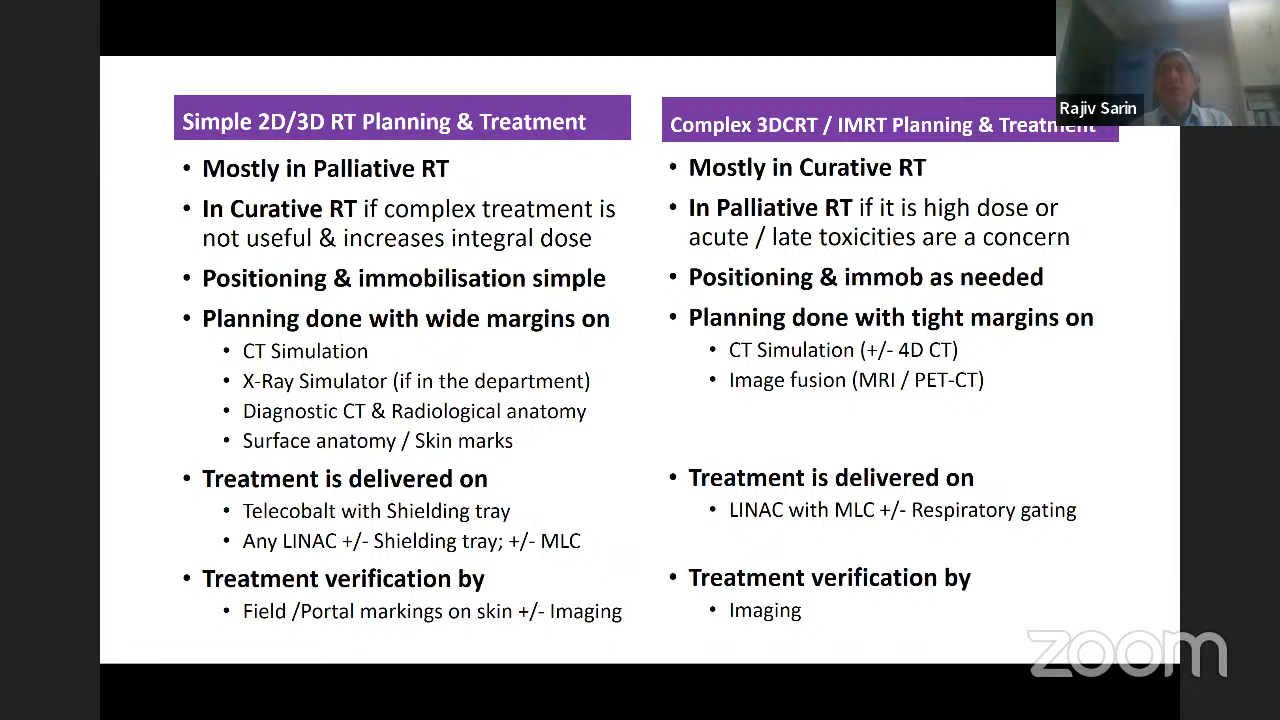 Rajiv Sarin
Simple 2D/3D RT Planning & Treatment
• Mostly in Palliative RT
• In Curative RT if complex treatment is
not useful & increases integral dose
• Positioning & immobilisation simple
• Planning done with wide margins on
• CT Simulation
• X-Ray Simulator (if in the department)
• Diagnostic CT & Radiological anatomy
• Surface anatomy / Skin marks
• Treatment is delivered on
• Telecobalt with Shielding tray
• Any LINAC +/- Shielding tray; +/- MLC
• Treatment verification by
• Field /Portal markings on skin +/- Imaging
Complex 3DCRT / IMRT Planning & Treatment
• Mostly in Curative RT
• In Palliative RT if it is high dose or
acute / late toxicities are a concern
• Positioning & immob as needed
• Planning done with tight margins on
• CT Simulation (+/- 4D CT)
• Image fusion (MRI / PET-CT)
• Treatment is delivered on
• LINAC with MLC +/- Respiratory gating
• Treatment verification by
• Imaging
zoom